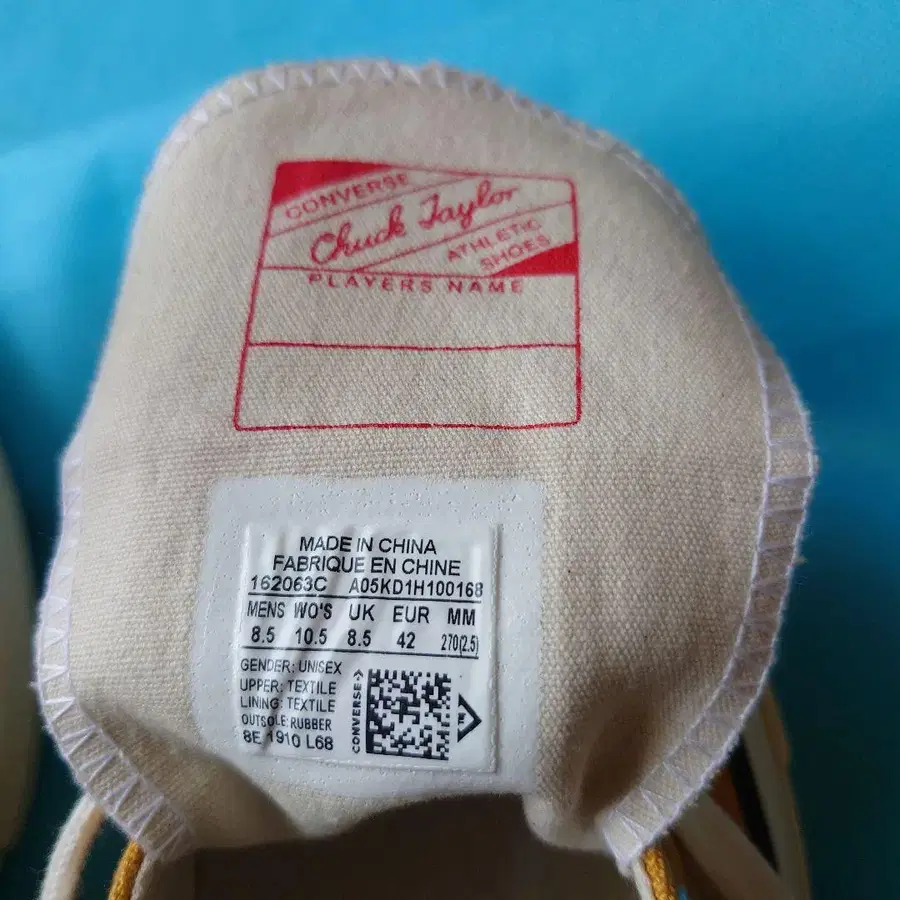 CONVERSE
Chuck Taylor
ATHLETIC
SHOES
PLAYERS NAME
MADE IN CHINA
FABRIQUE EN CHINE
162063C A05KD1H100168
MENS WO'S UK EUR MM
8.5 10.5 8.5 42 270(2.5)
GENDER: UNISEX
UPPER: TEXTILE
LINING: TEXTILE
OUTSOLE: RUBBER
8E 1910 L68
CONVERSE
TM